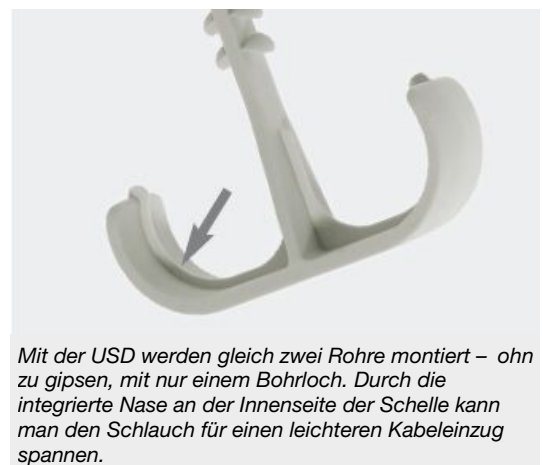 Mit der USD werden gleich zwei Rohre montiert – ohn
zu gipsen, mit nur einem Bohrloch. Durch die
integrierte Nase an der Innenseite der Schelle kann
man den Schlauch für einen leichteren Kabeleinzug
spannen.